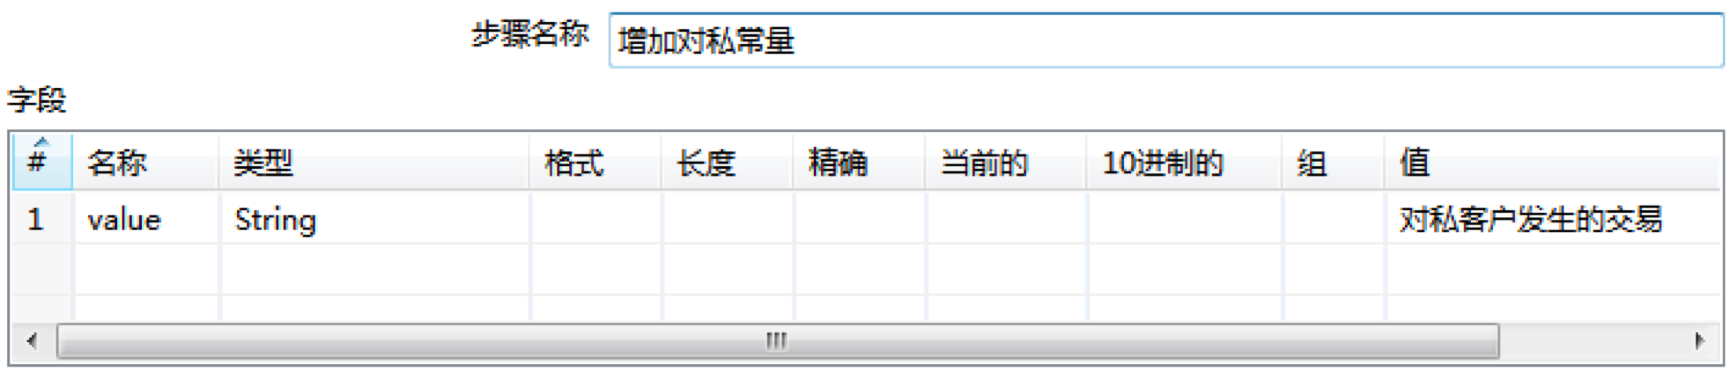 步骤名称 增加对私常量
字段
# 名称 类型 格式 长度 精确 当前的 10进制的 组 值
1 value String 对私客户发生的交易